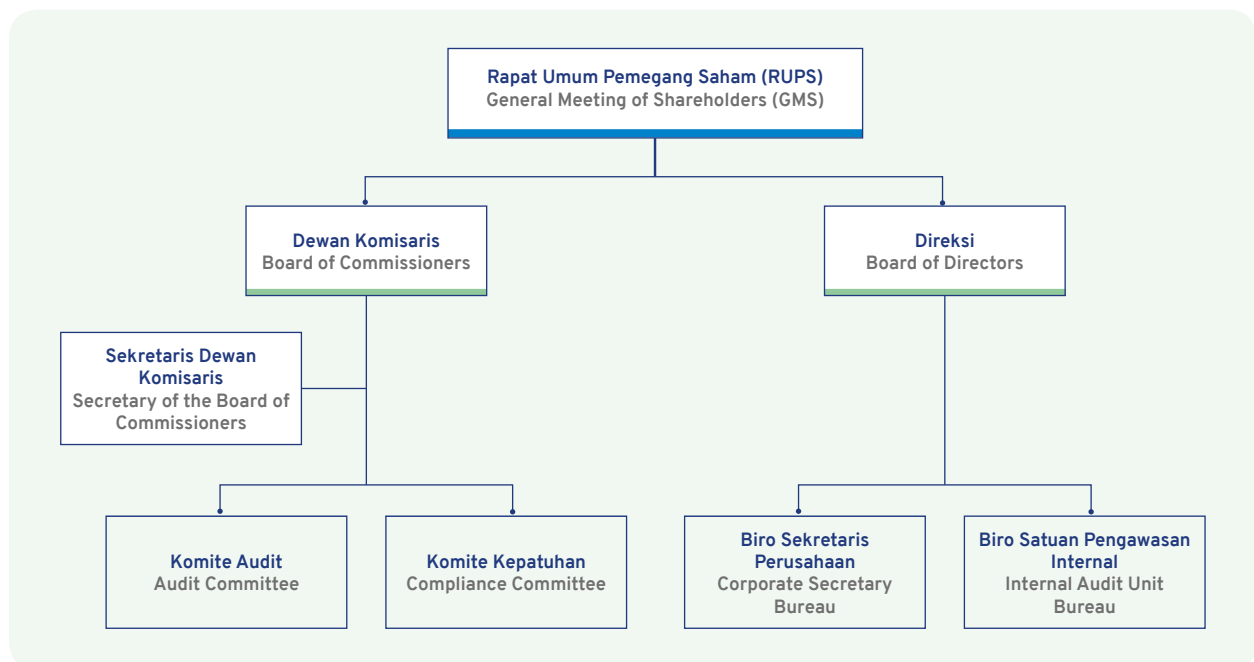 Rapat Umum Pemegang Saham (RUPS)
General Meeting of Shareholders (GMS)
Dewan Komisaris
Board of Commissioners
Direksi
Board of Directors
Sekretaris Dewan
Komisaris
Secretary of the Board of
Commissioners
Komite Audit
Audit Committee
Komite Kepatuhan
Compliance Committee
Biro Sekretaris
Perusahaan
Corporate Secretary
Bureau
Biro Satuan Pengawasan
Internal
Internal Audit Unit
Bureau